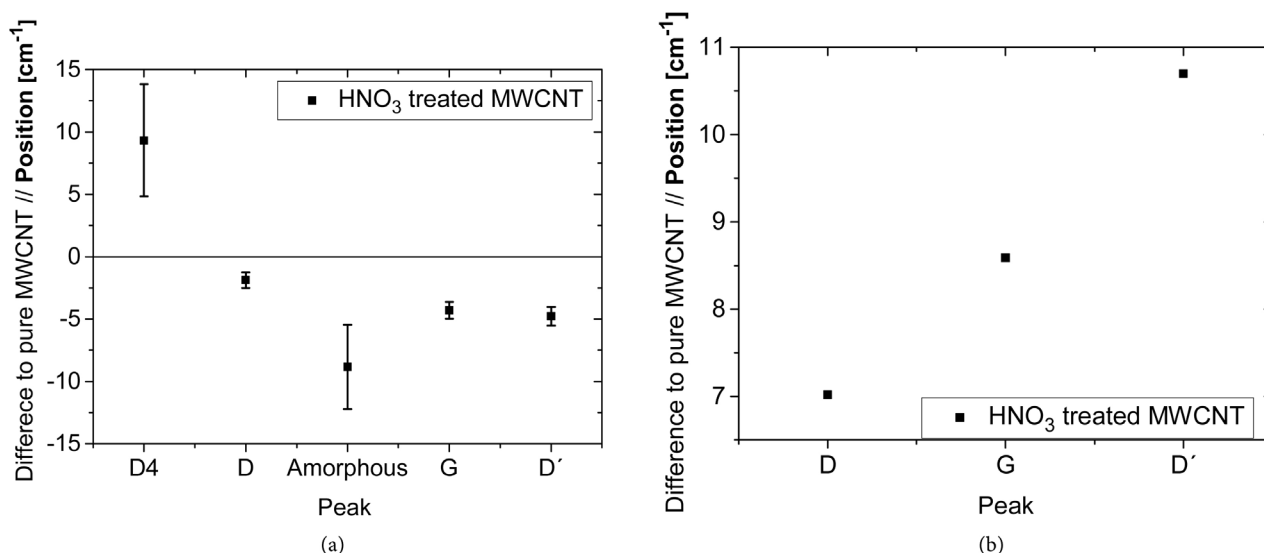 Differece to pure MWCNT // Position [cm⁻¹]
15
10
5
0
-5
-10
-15
HNO₃ treated MWCNT
D4 D Amorphous G D´
Peak
(a)
Difference to pure MWCNT // Position [cm⁻¹]
11
10
9
8
7
HNO₃ treated MWCNT
D G D´
Peak
(b)